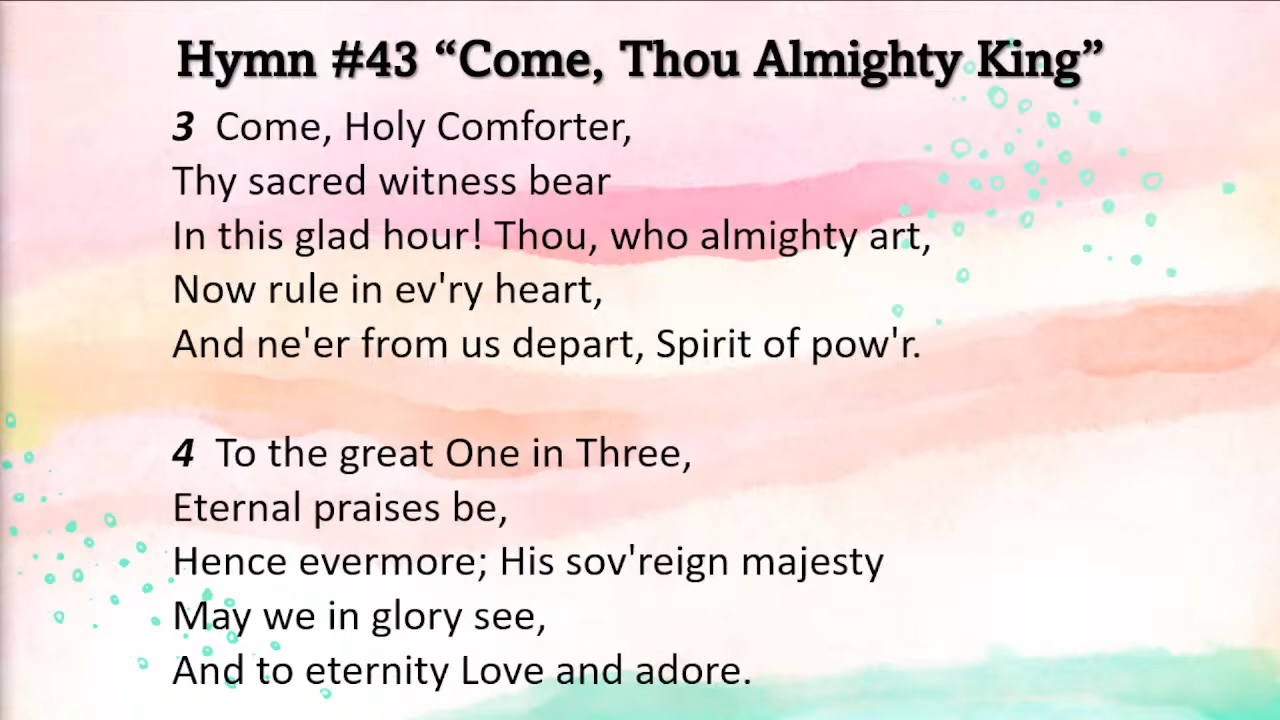 Hymn #43 “Come, Thou Almighty King”
3 Come, Holy Comforter,
Thy sacred witness bear
In this glad hour! Thou, who almighty art,
Now rule in ev'ry heart,
And ne'er from us depart, Spirit of pow'r.
4 To the great One in Three,
Eternal praises be,
Hence evermore; His sov'reign majesty
May we in glory see,
And to eternity Love and adore.